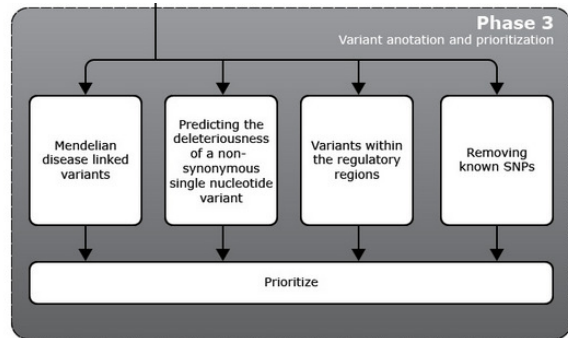 Phase 3
Variant anotation and prioritization
Mendelian
disease linked
variants
Predicting the
deleteriousness
of a non-
synonymous
single nucleotide
variant
Variants within
the regulatory
regions
Removing
known SNPs
Prioritize